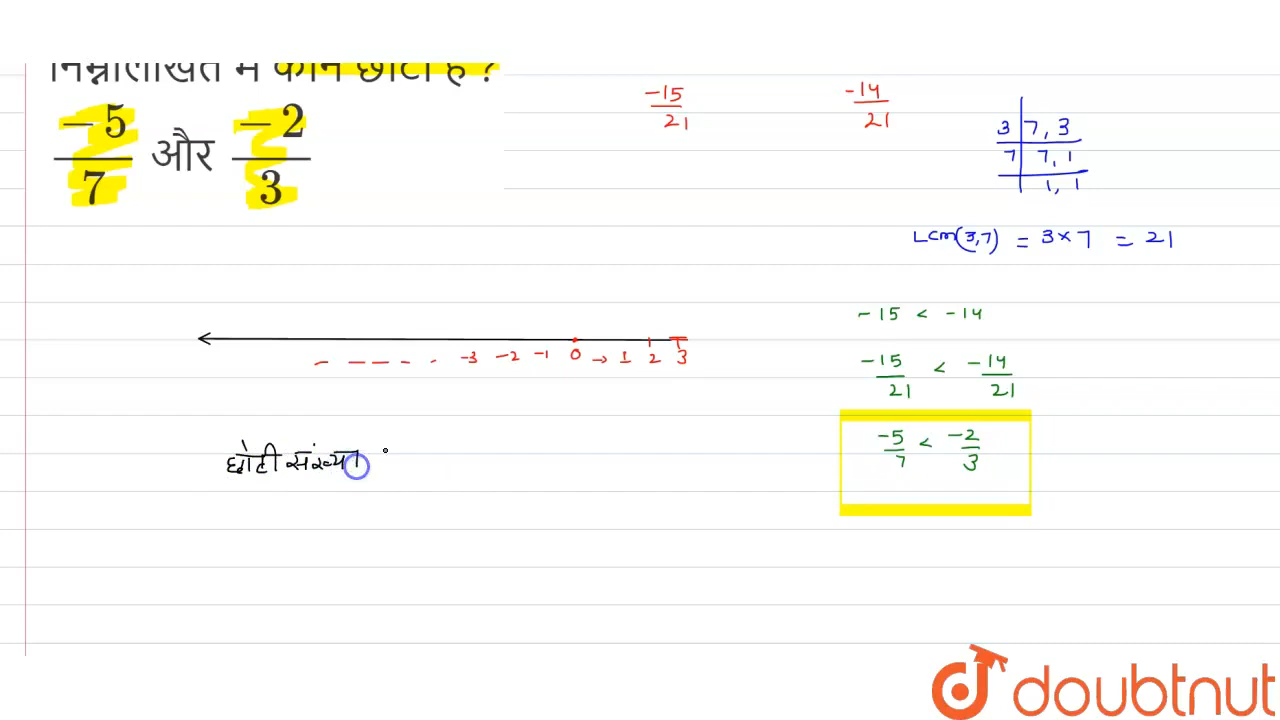 निम्नलिखित में कौन छोटा है ?
-5/7 और -2/3
-15/21 -14/21
3 | 7, 3
7 | 7, 1
1, 1
Lcm(3,7) = 3 × 7 = 21
-15 < -14
-3 -2 -1 0 → 1 2 3
-15/21 < -14/21
-5/7 < -2/3
छोटी संख्या
doubtnut